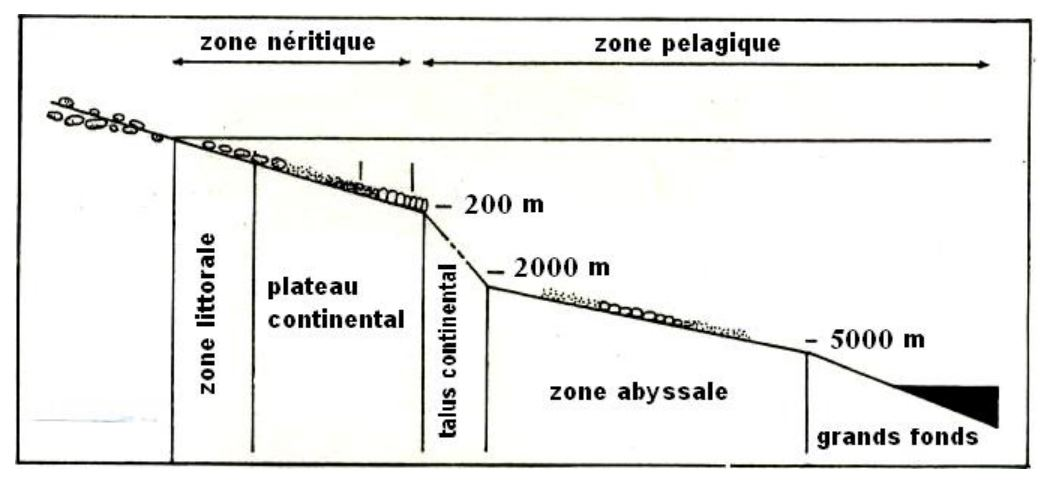 zone néritique
zone pelagique
– 200 m
– 2000 m
– 5000 m
zone littorale
plateau
continental
talus continental
zone abyssale
grands fonds